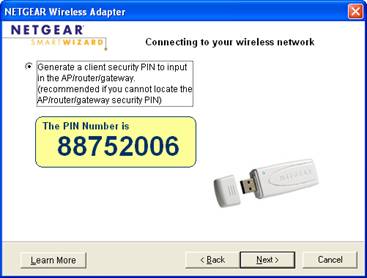 NETGEAR Wireless Adapter
NETGEAR
SMARTWIZARD
Connecting to your wireless network
Generate a client security PIN to input
in the AP/router/gateway.
(recommended if you cannot locate the
AP/router/gateway security PIN)
The PIN Number is
88752006
Learn More
< Back
Next >
Cancel